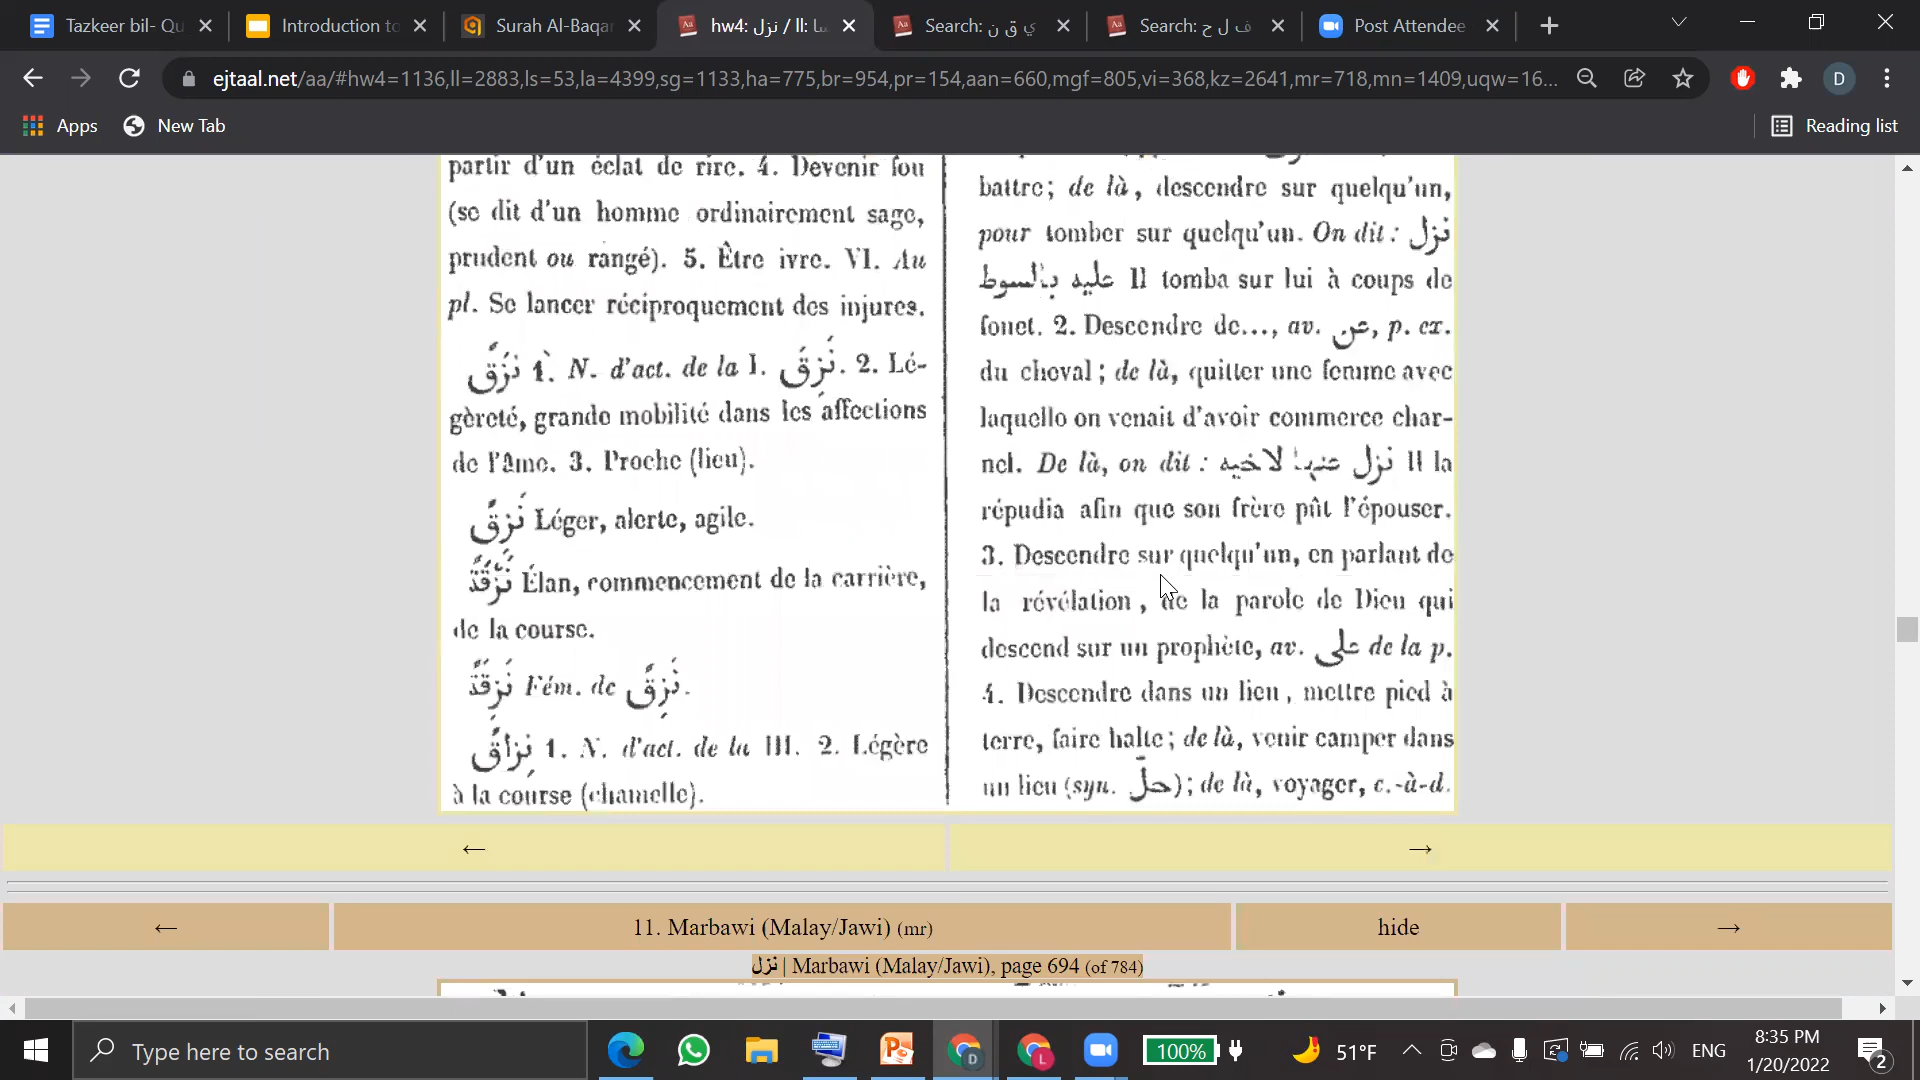 Tazkeer bil- Qu
Introduction to
Surah Al-Baqar
hw4: نزل / ll:
Search: ي ق ن
Search: ف ل ح
Post Attendee
ejtaal.net/aa/#hw4=1136,ll=2883,ls=53,la=4399,sg=1133,ha=775,br=954,pr=154,aan=660,mgf=805,vi=368,kz=2641,mr=718,mn=1409,uqw=16...
D
Apps
New Tab
Reading list
partir d'un éclat de rire. 4. Devenir fou
(se dit d'un homme ordinairement sage,
prudent ou rangé). 5. Être ivre. VI. Au
pl. Se lancer réciproquement des injures.
نَزَقٌ 1. N. d'act. de la I. نَزِقَ. 2. Lé-
gèreté, grande mobilité dans les affections
de l'âme. 3. Proche (lieu).
نَزِقٌ Léger, alerte, agile.
Élan, commencement de la carrière,
de la course.
نَزِقَةٌ Fém. de نَزِقٌ.
نِزَاقٌ 1. N. d'act. de la III. 2. Légère
à la course (chamelle).
battre; de là, descendre sur quelqu'un,
pour tomber sur quelqu'un. On dit : نزل
عليه بالسوط Il tomba sur lui à coups de
fouet. 2. Descendre de..., av. عن, p. ex.
du cheval; de là, quitter une femme avec
laquelle on venait d'avoir commerce char-
nel. De là, on dit : نزل عنها لاخيه Il la
répudia afin que son frère pût l'épouser.
3. Descendre sur quelqu'un, en parlant de
la révélation, de la parole de Dieu qui
descend sur un prophète, av. على de la p.
4. Descendre dans un lieu, mettre pied à
terre, faire halte; de là, venir camper dans
un lieu (syn. حلّ); de là, voyager, c.-à-d.
←
→
←
11. Marbawi (Malay/Jawi) (mr)
hide
→
نزل | Marbawi (Malay/Jawi), page 694 (of 784)
Type here to search
100%
51°F
ENG
8:35 PM
1/20/2022
2